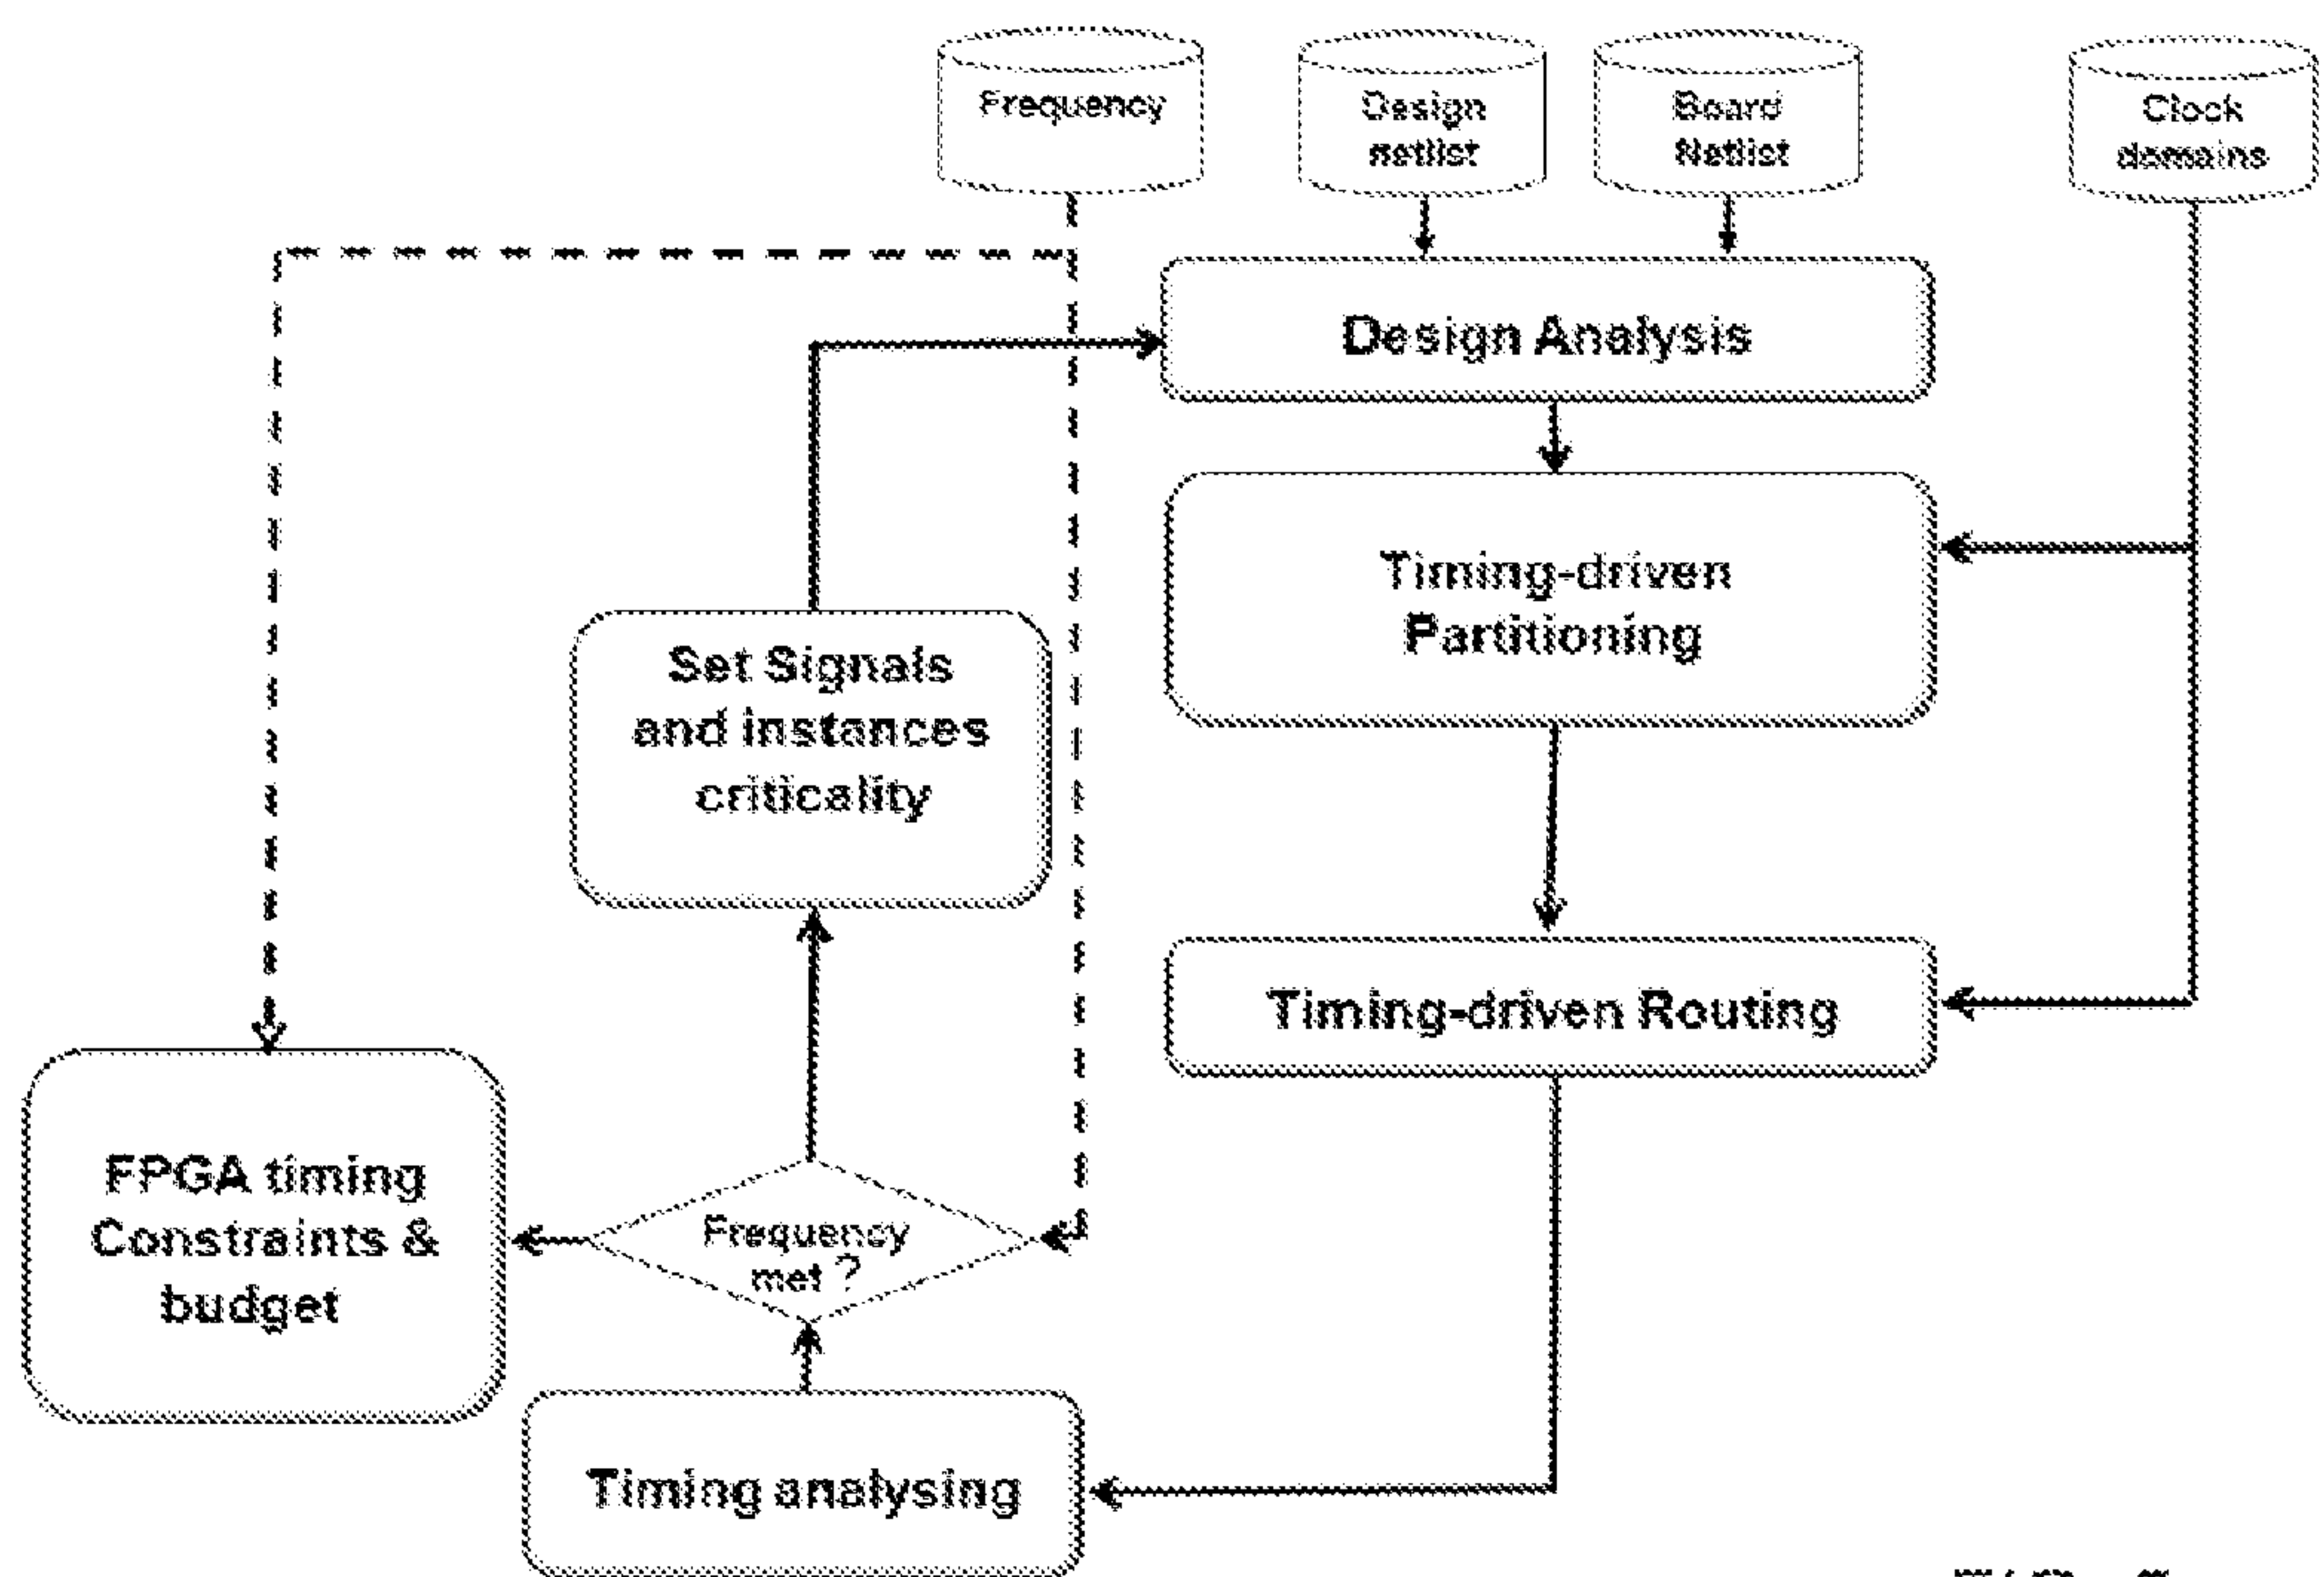 Frequency
Design
netlist
Board
Netlist
Clock
domains
Design Analysis
Timing-driven
Partitioning
Set Signals
and instances
criticality
Timing-driven Routing
FPGA timing
Constraints &
budget
Frequency
met ?
Timing analysing